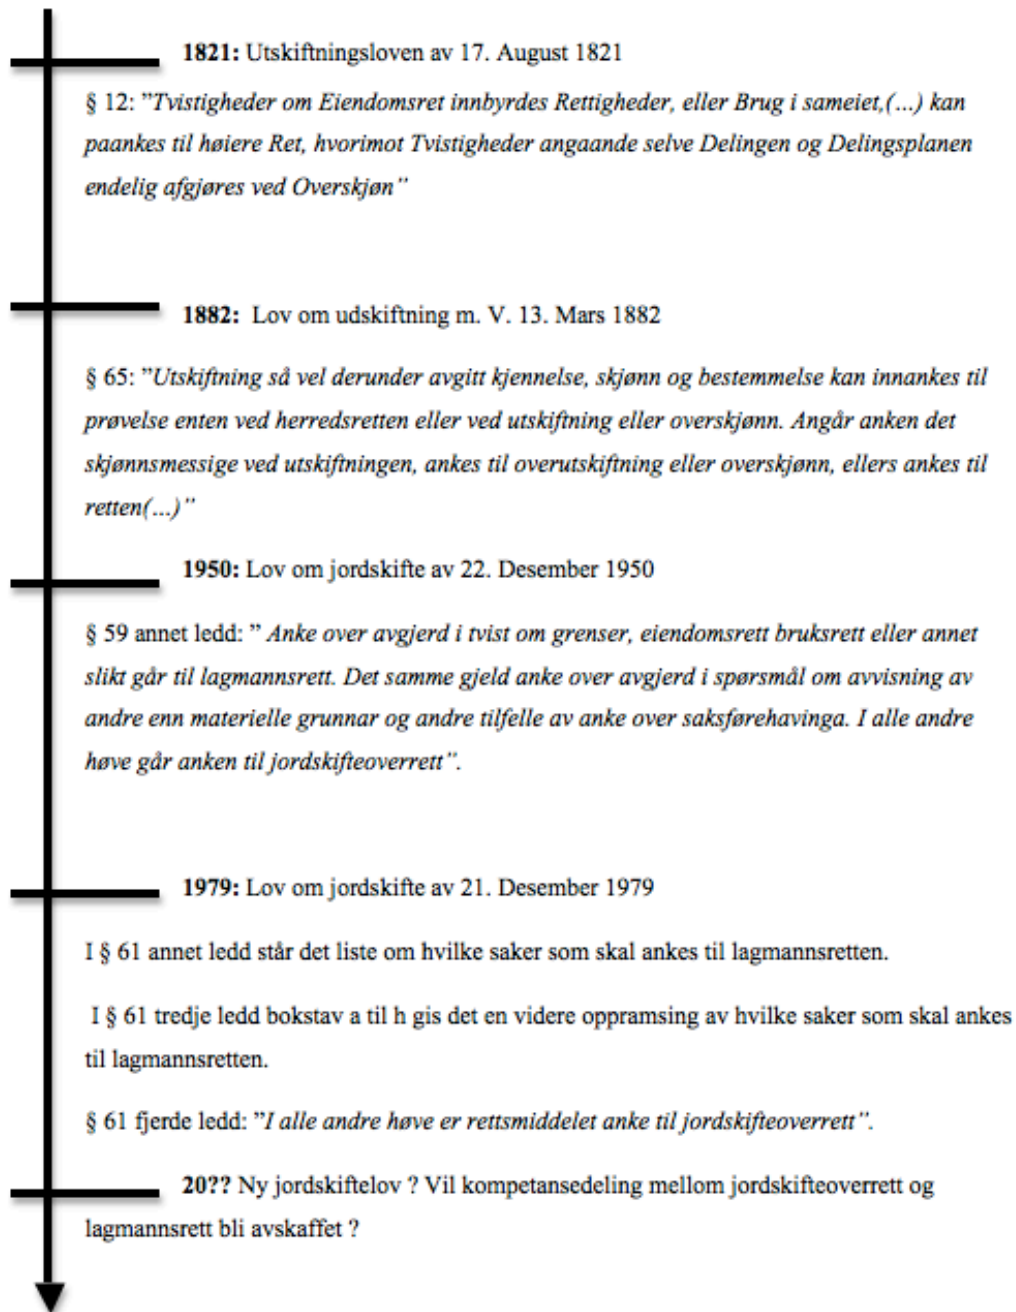 1821: Utskiftningsloven av 17. August 1821
§ 12: ”Tvistigheder om Eiendomsret innbyrdes Rettigheder, eller Brug i sameiet,(...) kan
paankes til høiere Ret, hvorimot Tvistigheder angaande selve Delingen og Delingsplanen
endelig afgjøres ved Overskjøn”
1882: Lov om udskiftning m. V. 13. Mars 1882
§ 65: ”Utskiftning så vel derunder avgitt kjennelse, skjønn og bestemmelse kan innankes til
prøvelse enten ved herredsretten eller ved utskiftning eller overskjønn. Angår anken det
skjønnsmessige ved utskiftningen, ankes til overutskiftning eller overskjønn, ellers ankes til
retten(...)”
1950: Lov om jordskifte av 22. Desember 1950
§ 59 annet ledd: ” Anke over avgjerd i tvist om grenser, eiendomsrett bruksrett eller annet
slikt går til lagmannsrett. Det samme gjeld anke over avgjerd i spørsmål om avvisning av
andre enn materielle grunnar og andre tilfelle av anke over saksførehavinga. I alle andre
høve går anken til jordskifteoverrett”.
1979: Lov om jordskifte av 21. Desember 1979
I § 61 annet ledd står det liste om hvilke saker som skal ankes til lagmannsretten.
I § 61 tredje ledd bokstav a til h gis det en videre oppramsing av hvilke saker som skal ankes
til lagmannsretten.
§ 61 fjerde ledd: ”I alle andre høve er rettsmiddelet anke til jordskifteoverrett”.
20?? Ny jordskiftelov ? Vil kompetansedeling mellom jordskifteoverrett og
lagmannsrett bli avskaffet ?